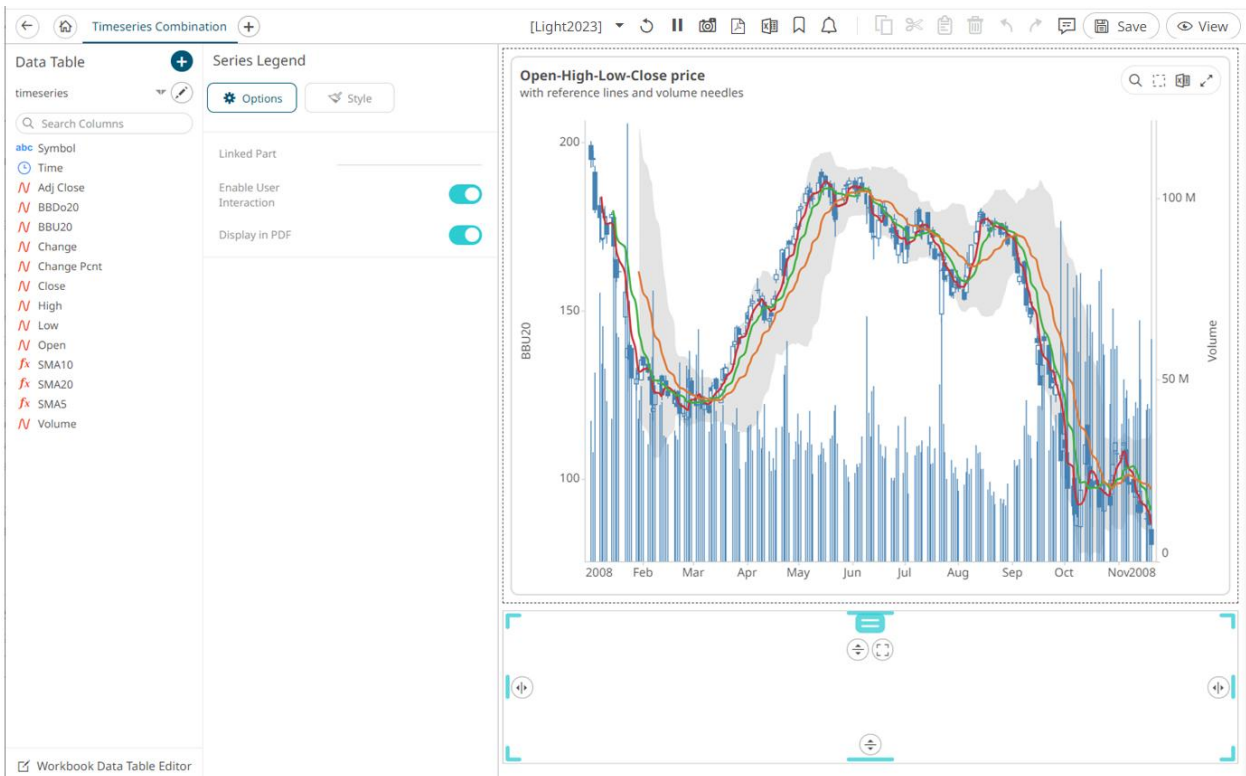 Timeseries Combination
[Light2023]
Save
View
Data Table
timeseries
Search Columns
abc Symbol
Time
Adj Close
BBDo20
BBU20
Change
Change Pcnt
Close
High
Low
Open
fx SMA10
fx SMA20
fx SMA5
Volume
Workbook Data Table Editor
Series Legend
Options
Style
Linked Part
Enable User
Interaction
Display in PDF
Open-High-Low-Close price
with reference lines and volume needles
200
150
100
BBU20
100 M
50 M
0
Volume
2008 Feb Mar Apr May Jun Jul Aug Sep Oct Nov2008